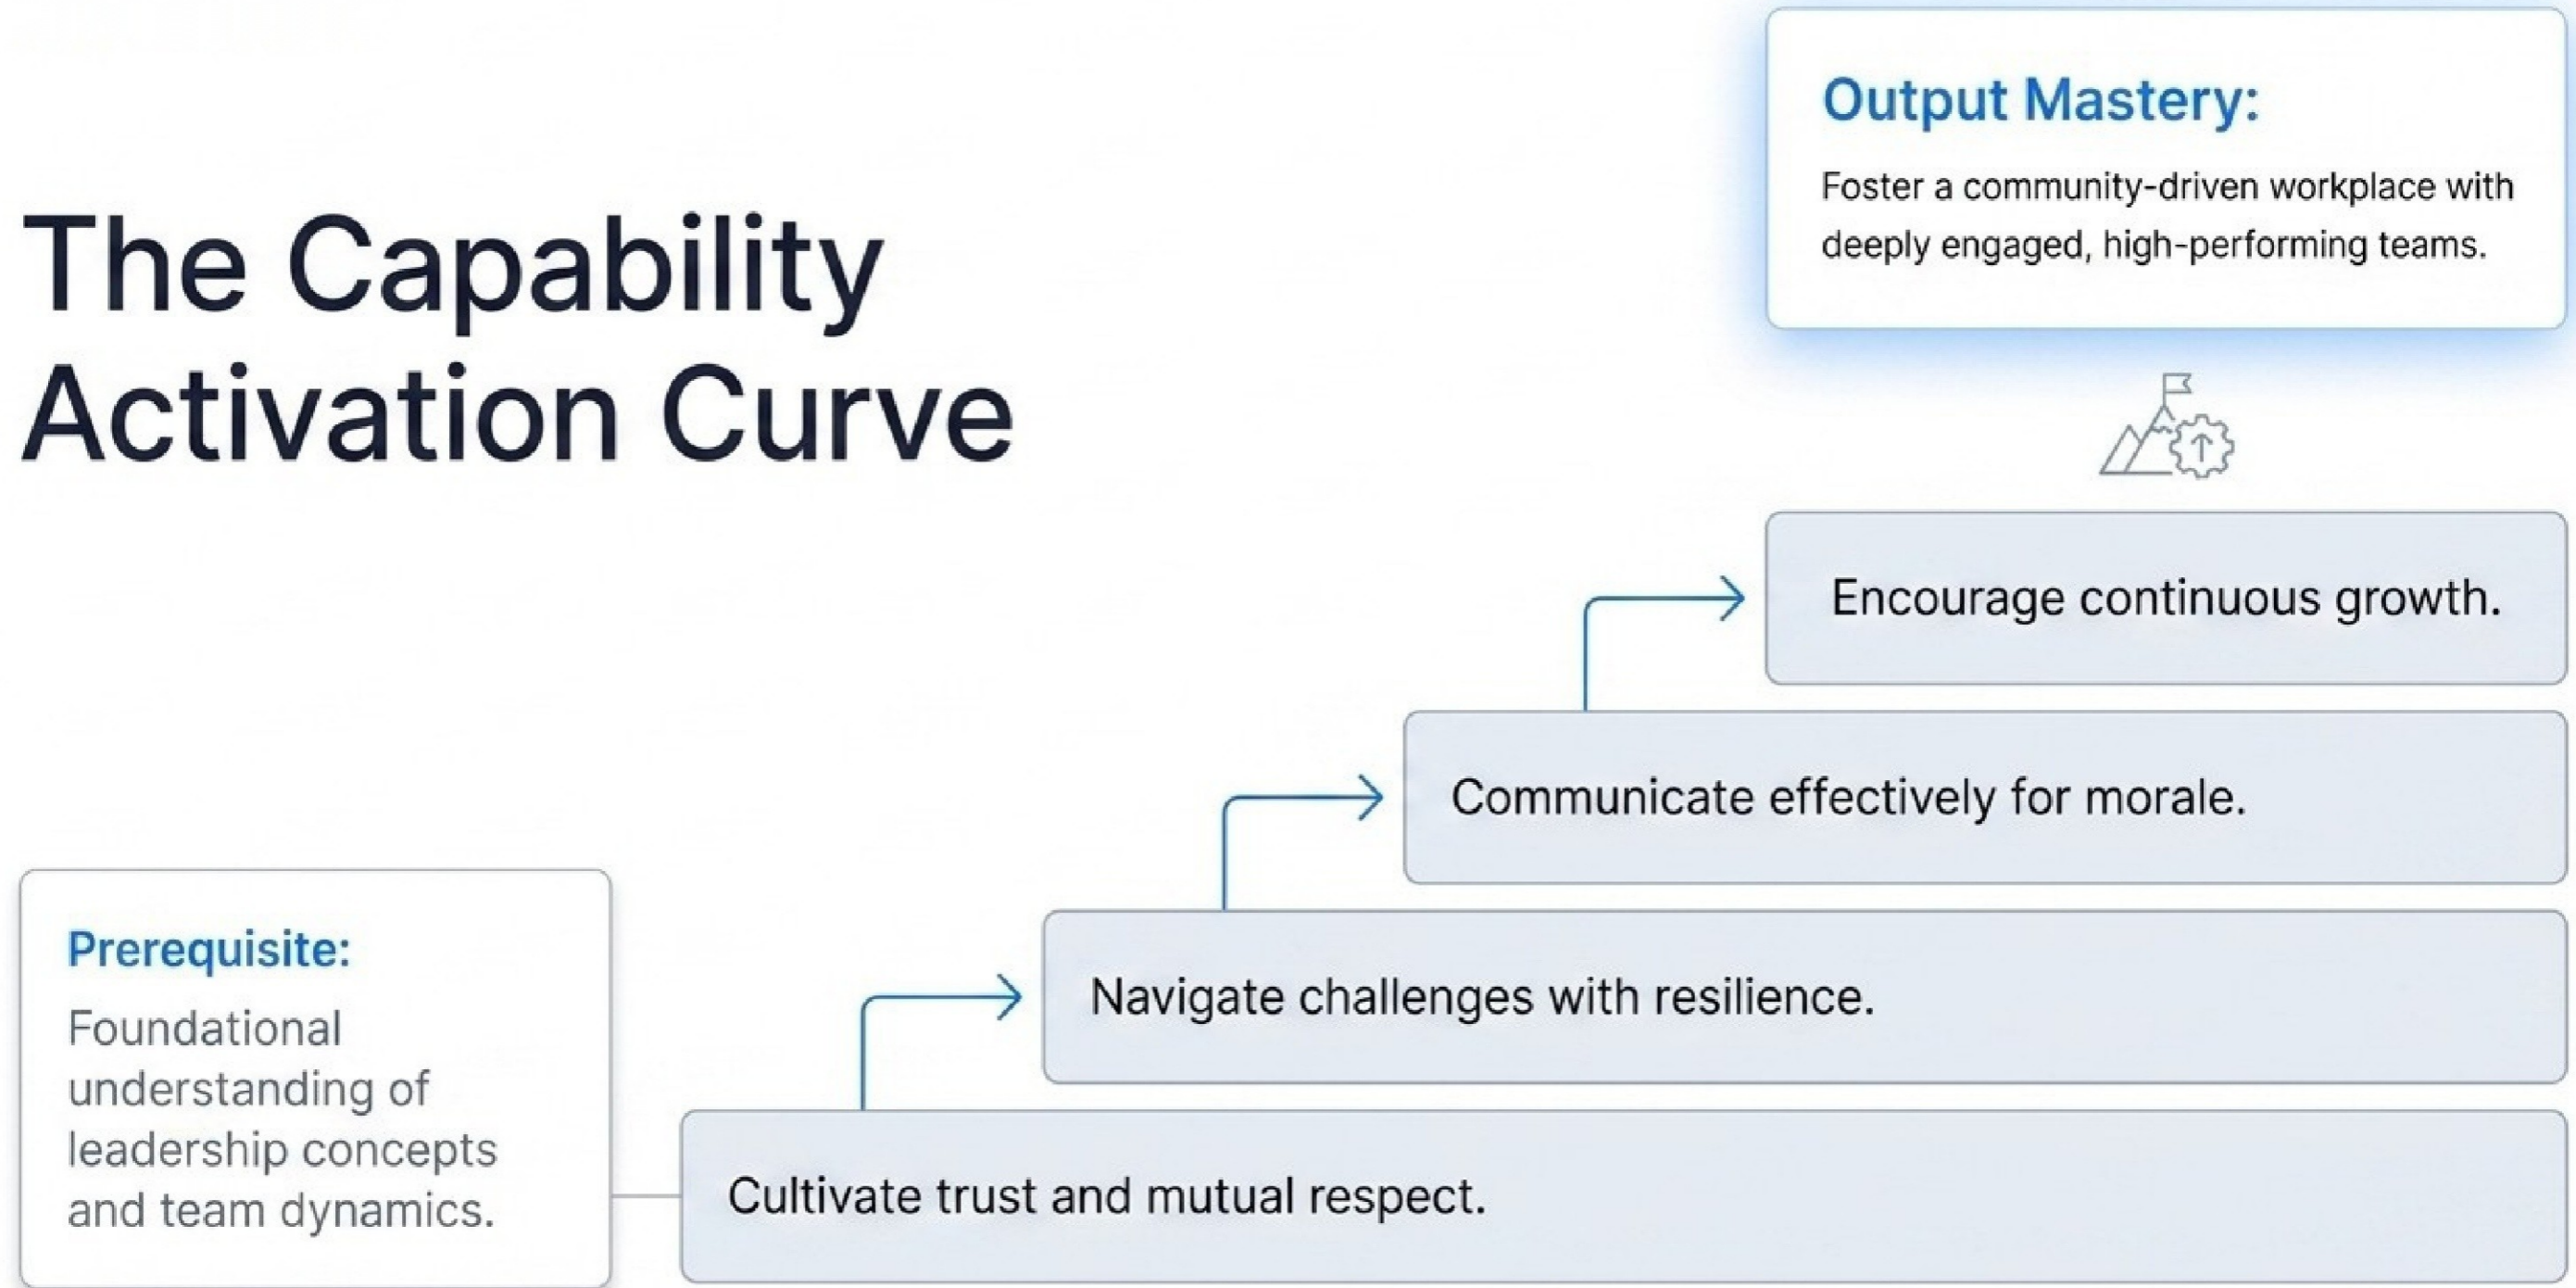 The Capability
Activation Curve
Output Mastery:
Foster a community-driven workplace with
deeply engaged, high-performing teams.
Encourage continuous growth.
Communicate effectively for morale.
Navigate challenges with resilience.
Cultivate trust and mutual respect.
Prerequisite:
Foundational
understanding of
leadership concepts
and team dynamics.